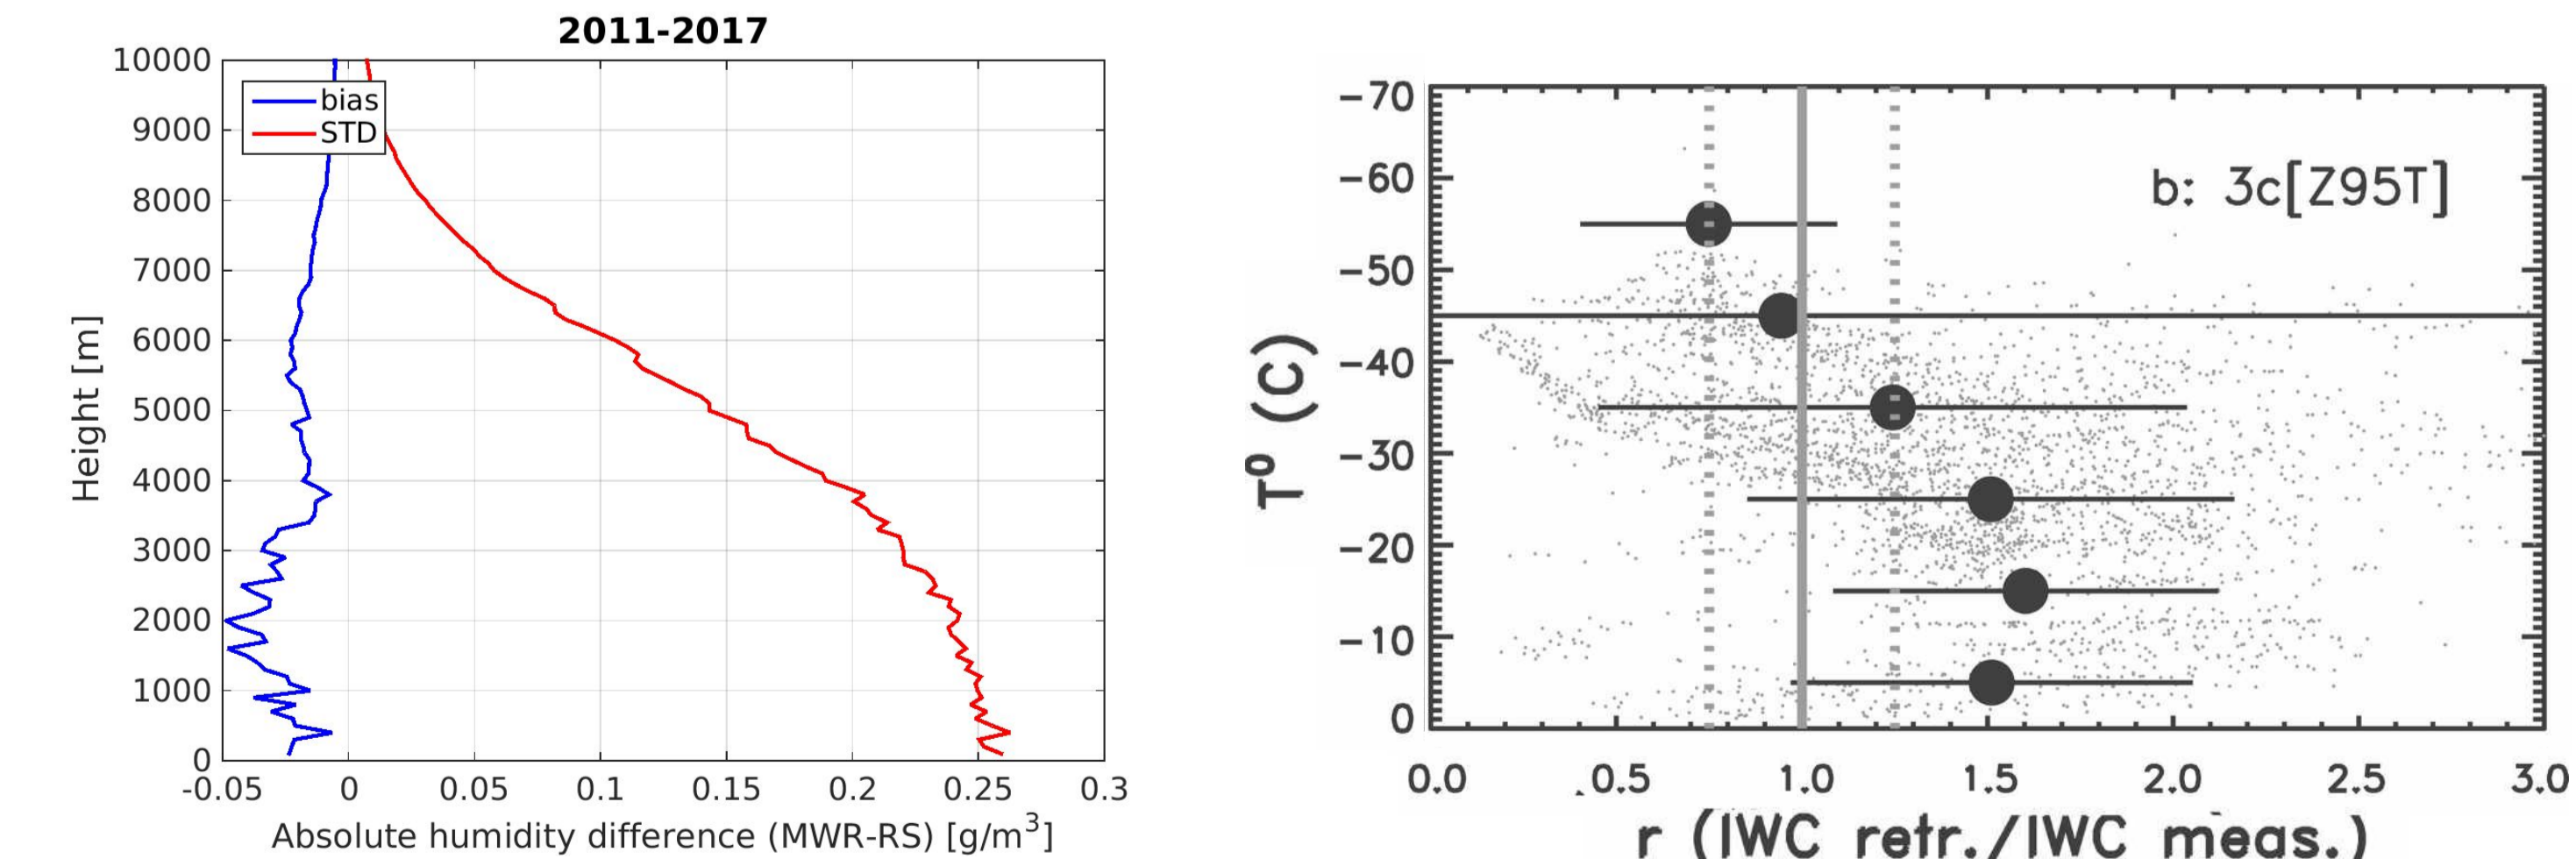 2011-2017
10000
9000
8000
7000
6000
5000
4000
3000
2000
1000
0
bias
STD
Height [m]
-0.05 0 0.05 0.1 0.15 0.2 0.25 0.3
Absolute humidity difference (MWR-RS) [g/m³]
−70
−60
−50
−40
−30
−20
−10
0
b: 3c[Z95T]
T⁰ (C)
0.0 0.5 1.0 1.5 2.0 2.5 3.0
r (IWC retr./IWC meas.)